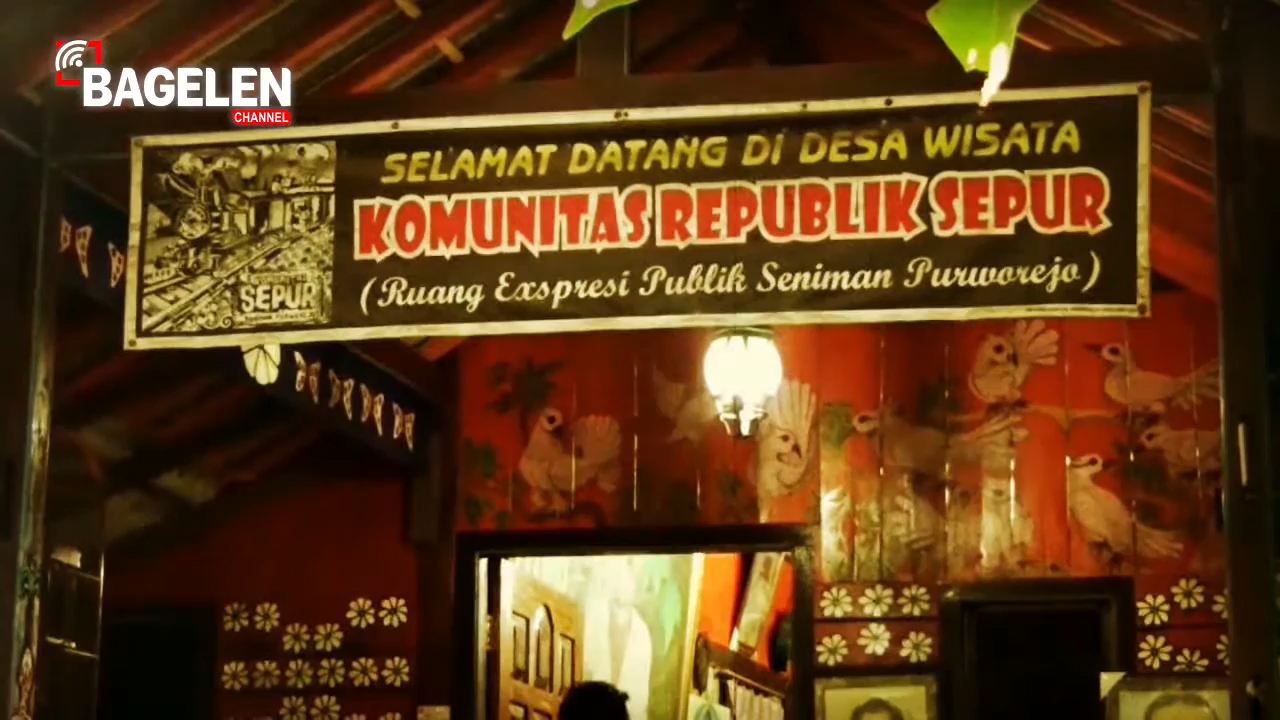 BAGELEN
CHANNEL
SELAMAT DATANG DI DESA WISATA
KOMUNITAS REPUBLIK SEPUR
(Ruang Exspresi Publik Seniman Purworejo)
SEPUR